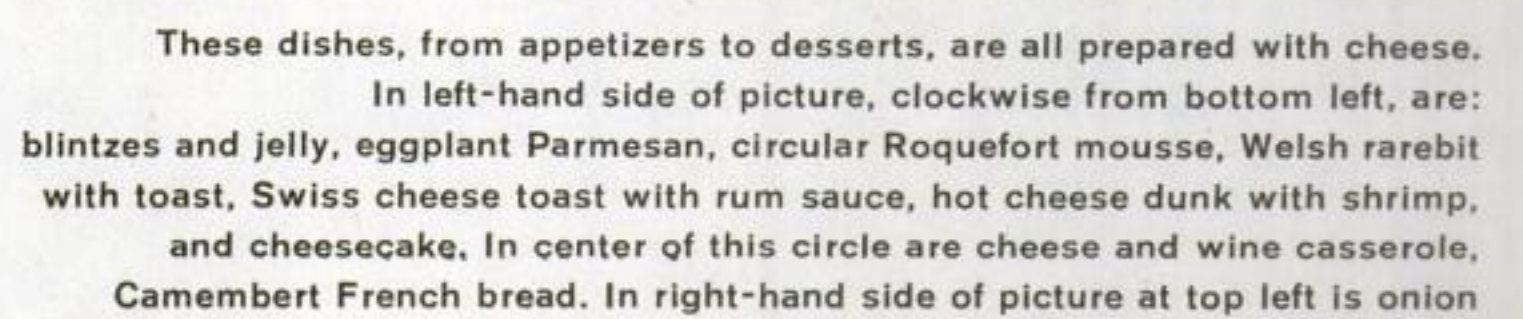 These dishes, from appetizers to desserts, are all prepared with cheese.
In left-hand side of picture, clockwise from bottom left, are:
blintzes and jelly, eggplant Parmesan, circular Roquefort mousse, Welsh rarebit
with toast, Swiss cheese toast with rum sauce, hot cheese dunk with shrimp,
and cheesecake. In center of this circle are cheese and wine casserole,
Camembert French bread. In right-hand side of picture at top left is onion